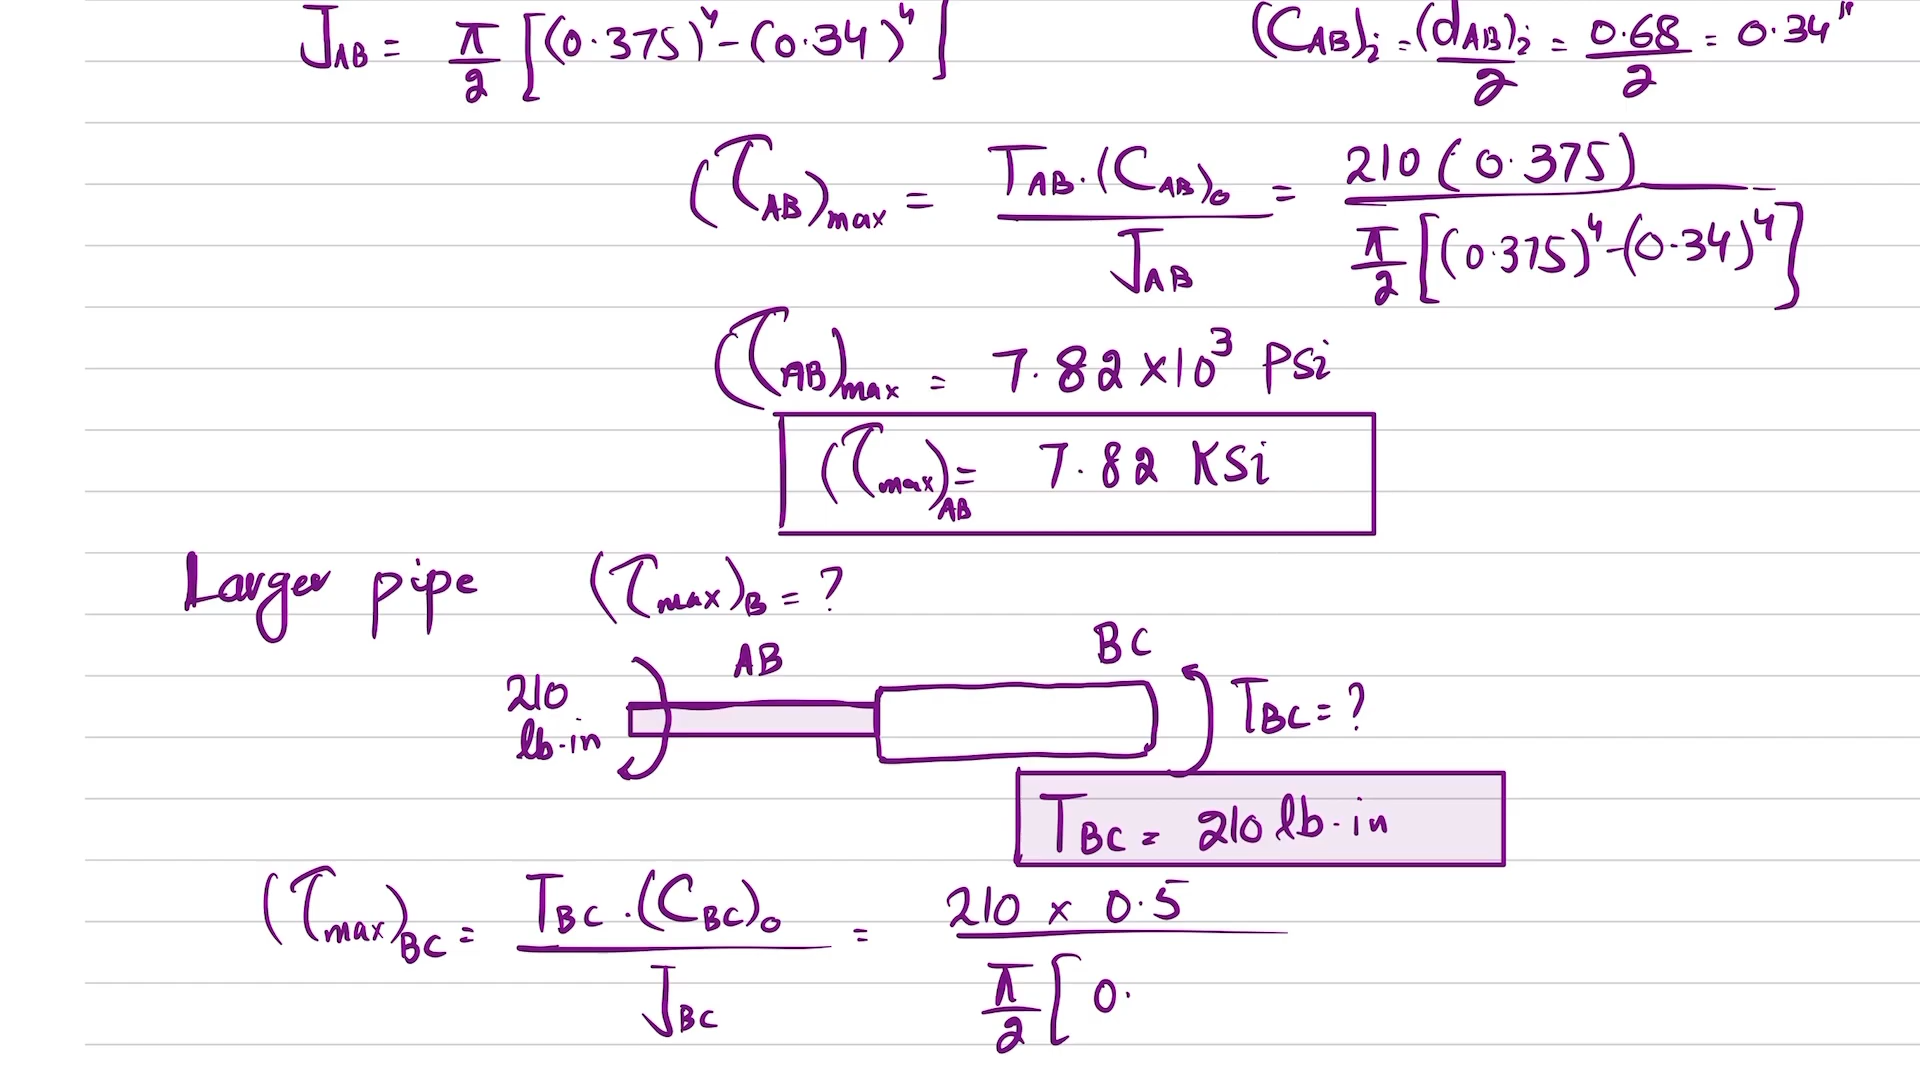 J_AB = π/2 [(0.375)^4 - (0.34)^4] (C_AB)_i = (d_AB)_i/2 = 0.68/2 = 0.34"
(τ_AB)_max = T_AB . (C_AB)_o / J_AB = 210 (0.375) / π/2 [(0.375)^4 - (0.34)^4]
(τ_AB)_max = 7.82 ×10^3 Psi
(τ_max)_AB = 7.82 KSi
Larger pipe (τ_max)_B = ?
AB BC
210 lb-in T_BC = ?
T_BC = 210 lb-in
(τ_max)_BC = T_BC . (C_BC)_o / J_BC = 210 × 0.5 / π/2 [ 0.